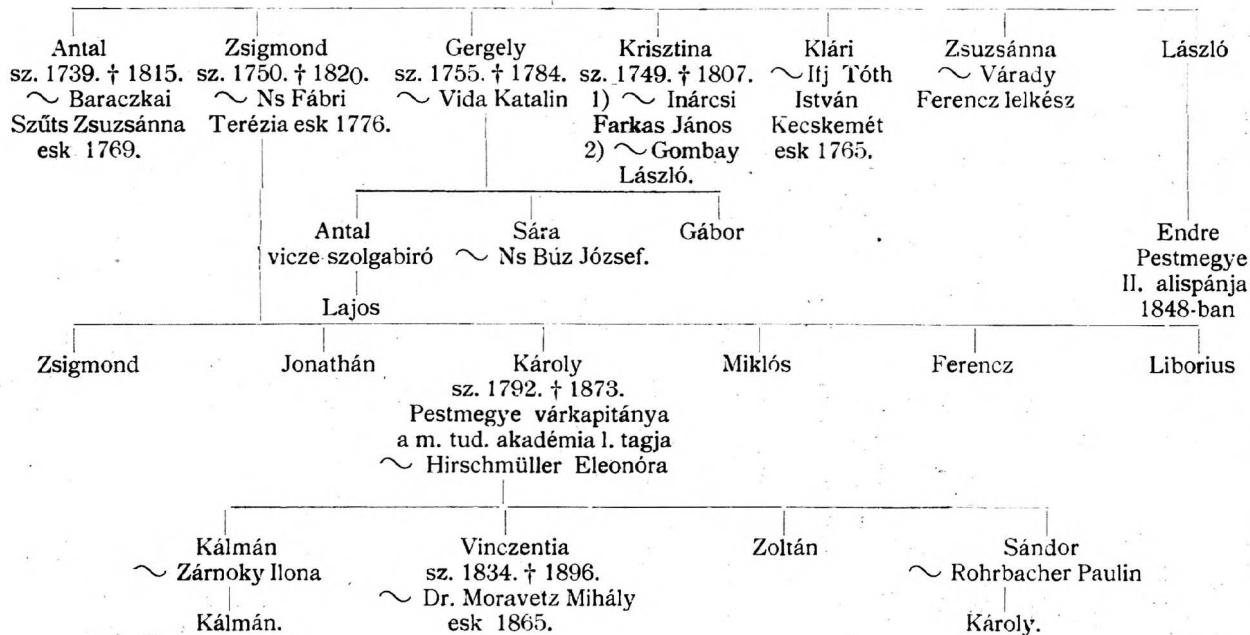 Antal
sz. 1739. † 1815.
~ Baraczkai
Szűts Zsuzsánna
esk 1769.
Zsigmond
sz. 1750. † 1820.
~ Ns Fábri
Terézia esk 1776.
Gergely
sz. 1755. † 1784.
~ Vida Katalin
Krisztina
sz. 1749. † 1807.
1) ~ Inárcsi
Farkas János
2) ~ Gombay
László.
Klári
~ Ifj Tóth
István
Kecskemét
esk 1765.
Zsuzsánna
~ Várady
Ferencz lelkész
László
Antal
vicze szolgabiró
Sára
~ Ns Búz József.
Gábor
Endre
Pestmegye
II. alispánja
1848-ban
Lajos
Zsigmond
Jonathán
Károly
sz. 1792. † 1873.
Pestmegye várkapitánya
a m. tud. akadémia l. tagja
~ Hirschmüller Eleonóra
Miklós
Ferencz
Liborius
Kálmán
~ Zárnoky Ilona
Vinczentia
sz. 1834. † 1896.
~ Dr. Moravetz Mihály
esk 1865.
Zoltán
Sándor
~ Rohrbacher Paulin
Kálmán.
Károly.